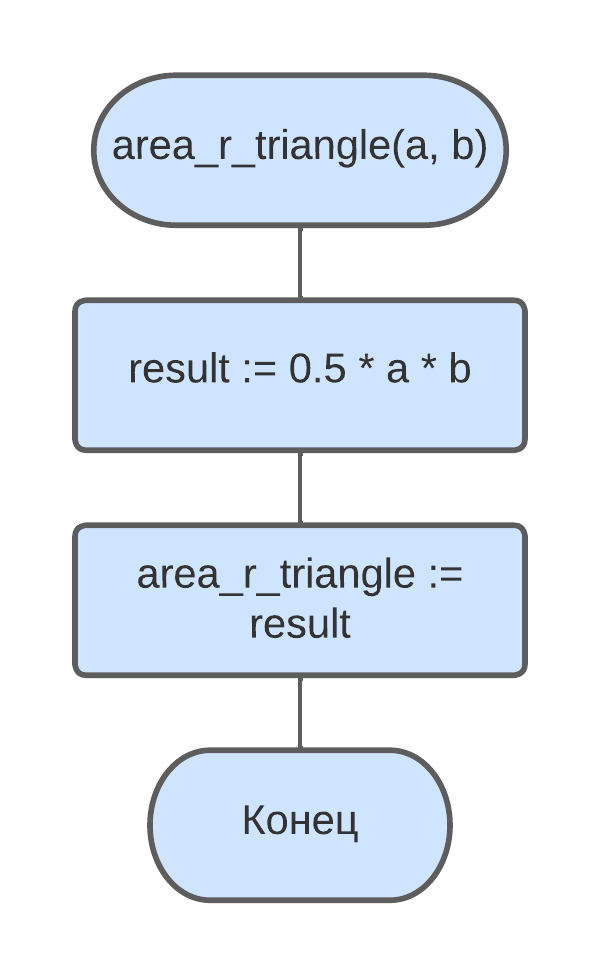 area_r_triangle(a, b)
result := 0.5 * a * b
area_r_triangle :=
result
Конец